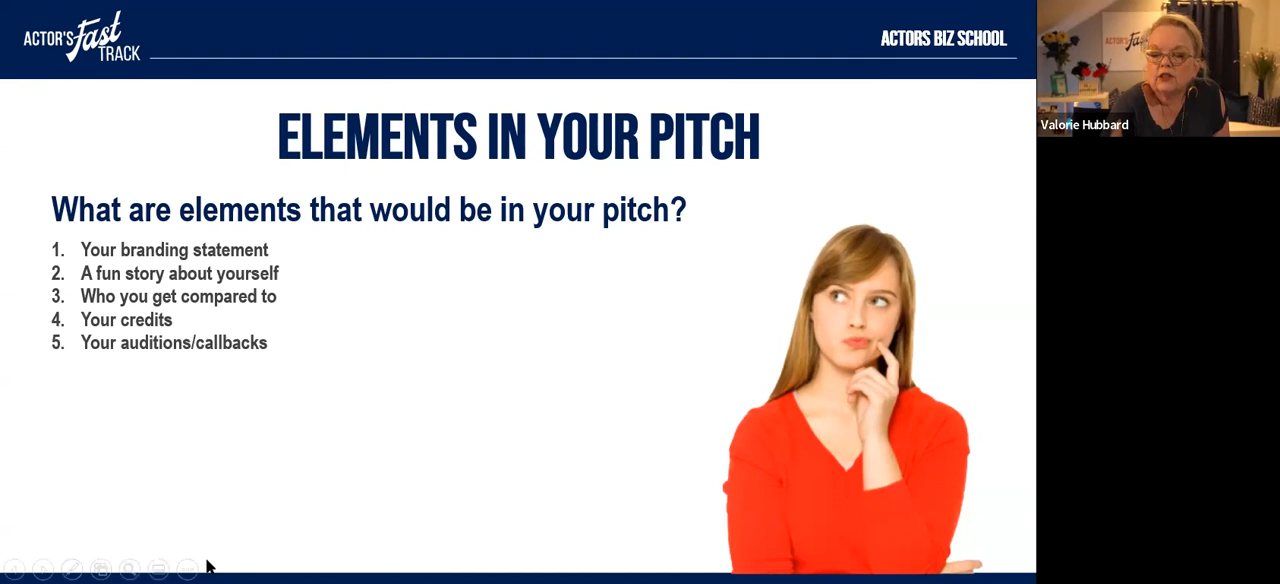 ACTOR'S Fast TRACK
ACTORS BIZ SCHOOL
ELEMENTS IN YOUR PITCH
What are elements that would be in your pitch?
1. Your branding statement
2. A fun story about yourself
3. Who you get compared to
4. Your credits
5. Your auditions/callbacks
ACTOR'S Fa
Valorie Hubbard